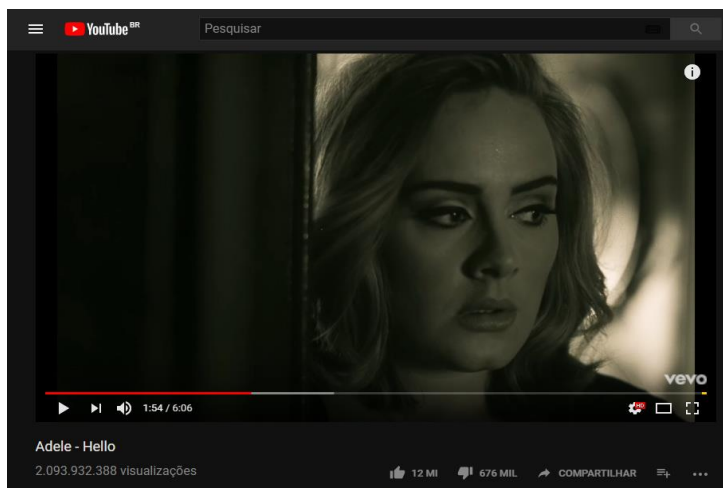 YouTube BR
Pesquisar
vevo
1:54 / 6:06
HD
Adele - Hello
2.093.932.388 visualizações
12 MI 676 MIL COMPARTILHAR